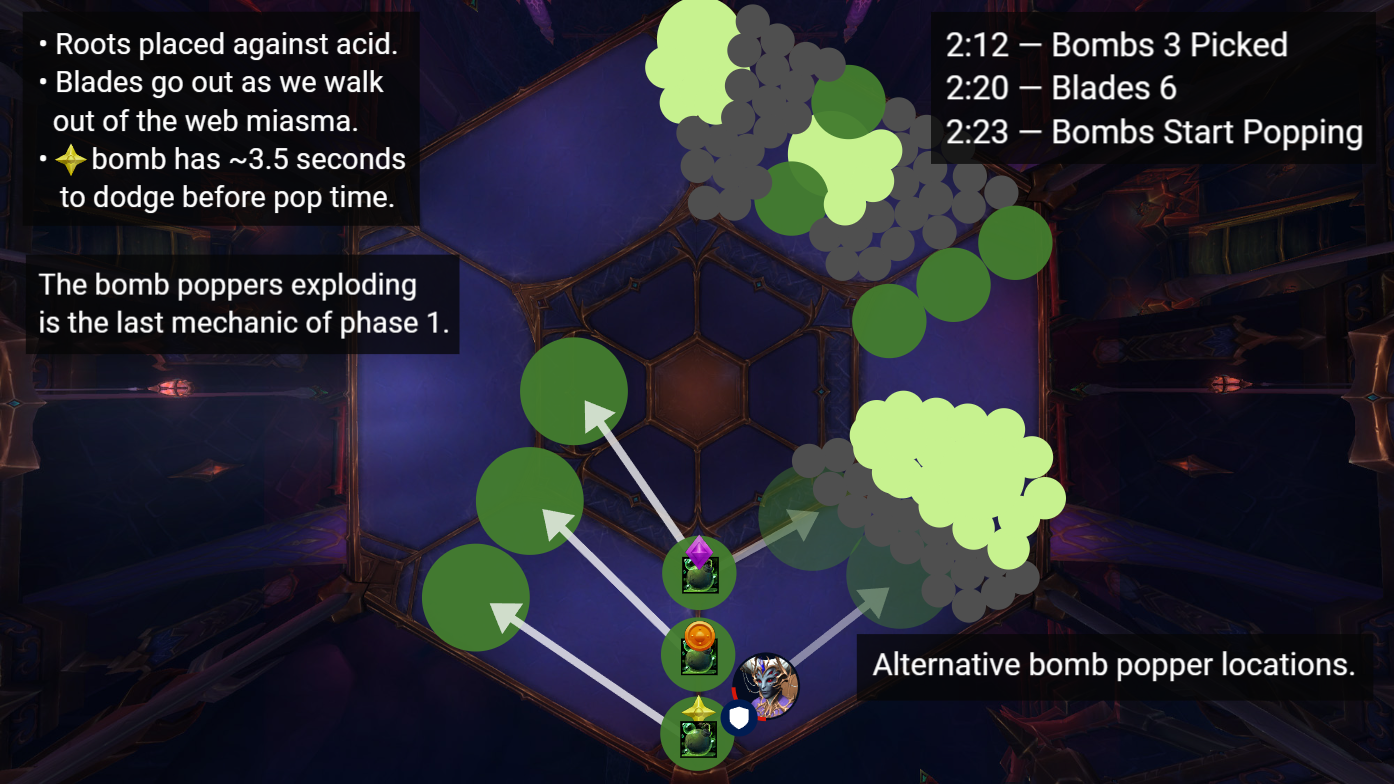 • Roots placed against acid.
• Blades go out as we walk
out of the web miasma.
• bomb has ~3.5 seconds
to dodge before pop time.
The bomb poppers exploding
is the last mechanic of phase 1.
2:12 — Bombs 3 Picked
2:20 — Blades 6
2:23 — Bombs Start Popping
Alternative bomb popper locations.